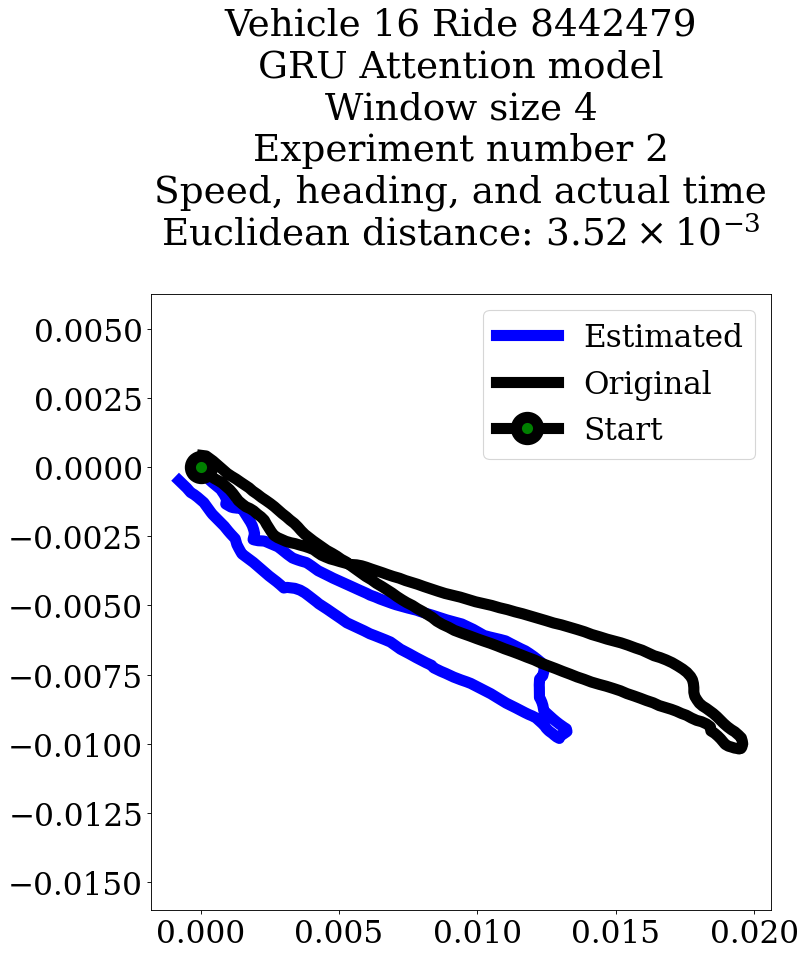 Vehicle 16 Ride 8442479
GRU Attention model
Window size 4
Experiment number 2
Speed, heading, and actual time
Euclidean distance: 3.52 × 10⁻³
Estimated
Original
Start
0.0050
0.0025
0.0000
−0.0025
−0.0050
−0.0075
−0.0100
−0.0125
−0.0150
0.000 0.005 0.010 0.015 0.020